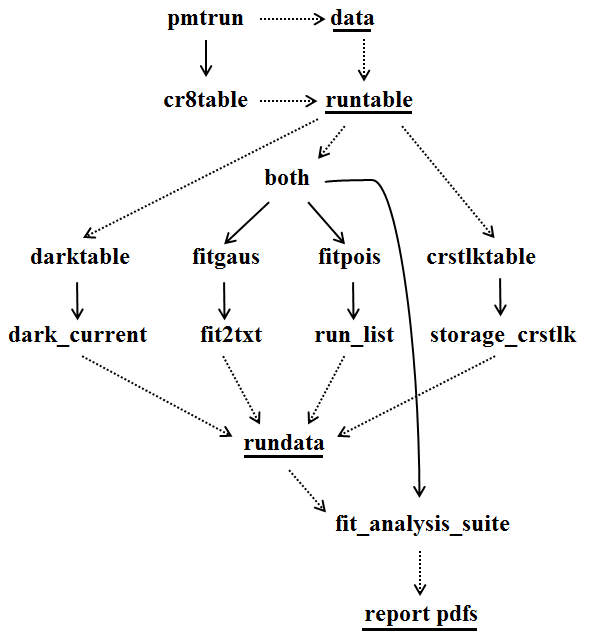 pmtrun data
cr8table runtable
both
darktable fitgaus fitpois crstlktable
dark_current fit2txt run_list storage_crstlk
rundata
fit_analysis_suite
report pdfs